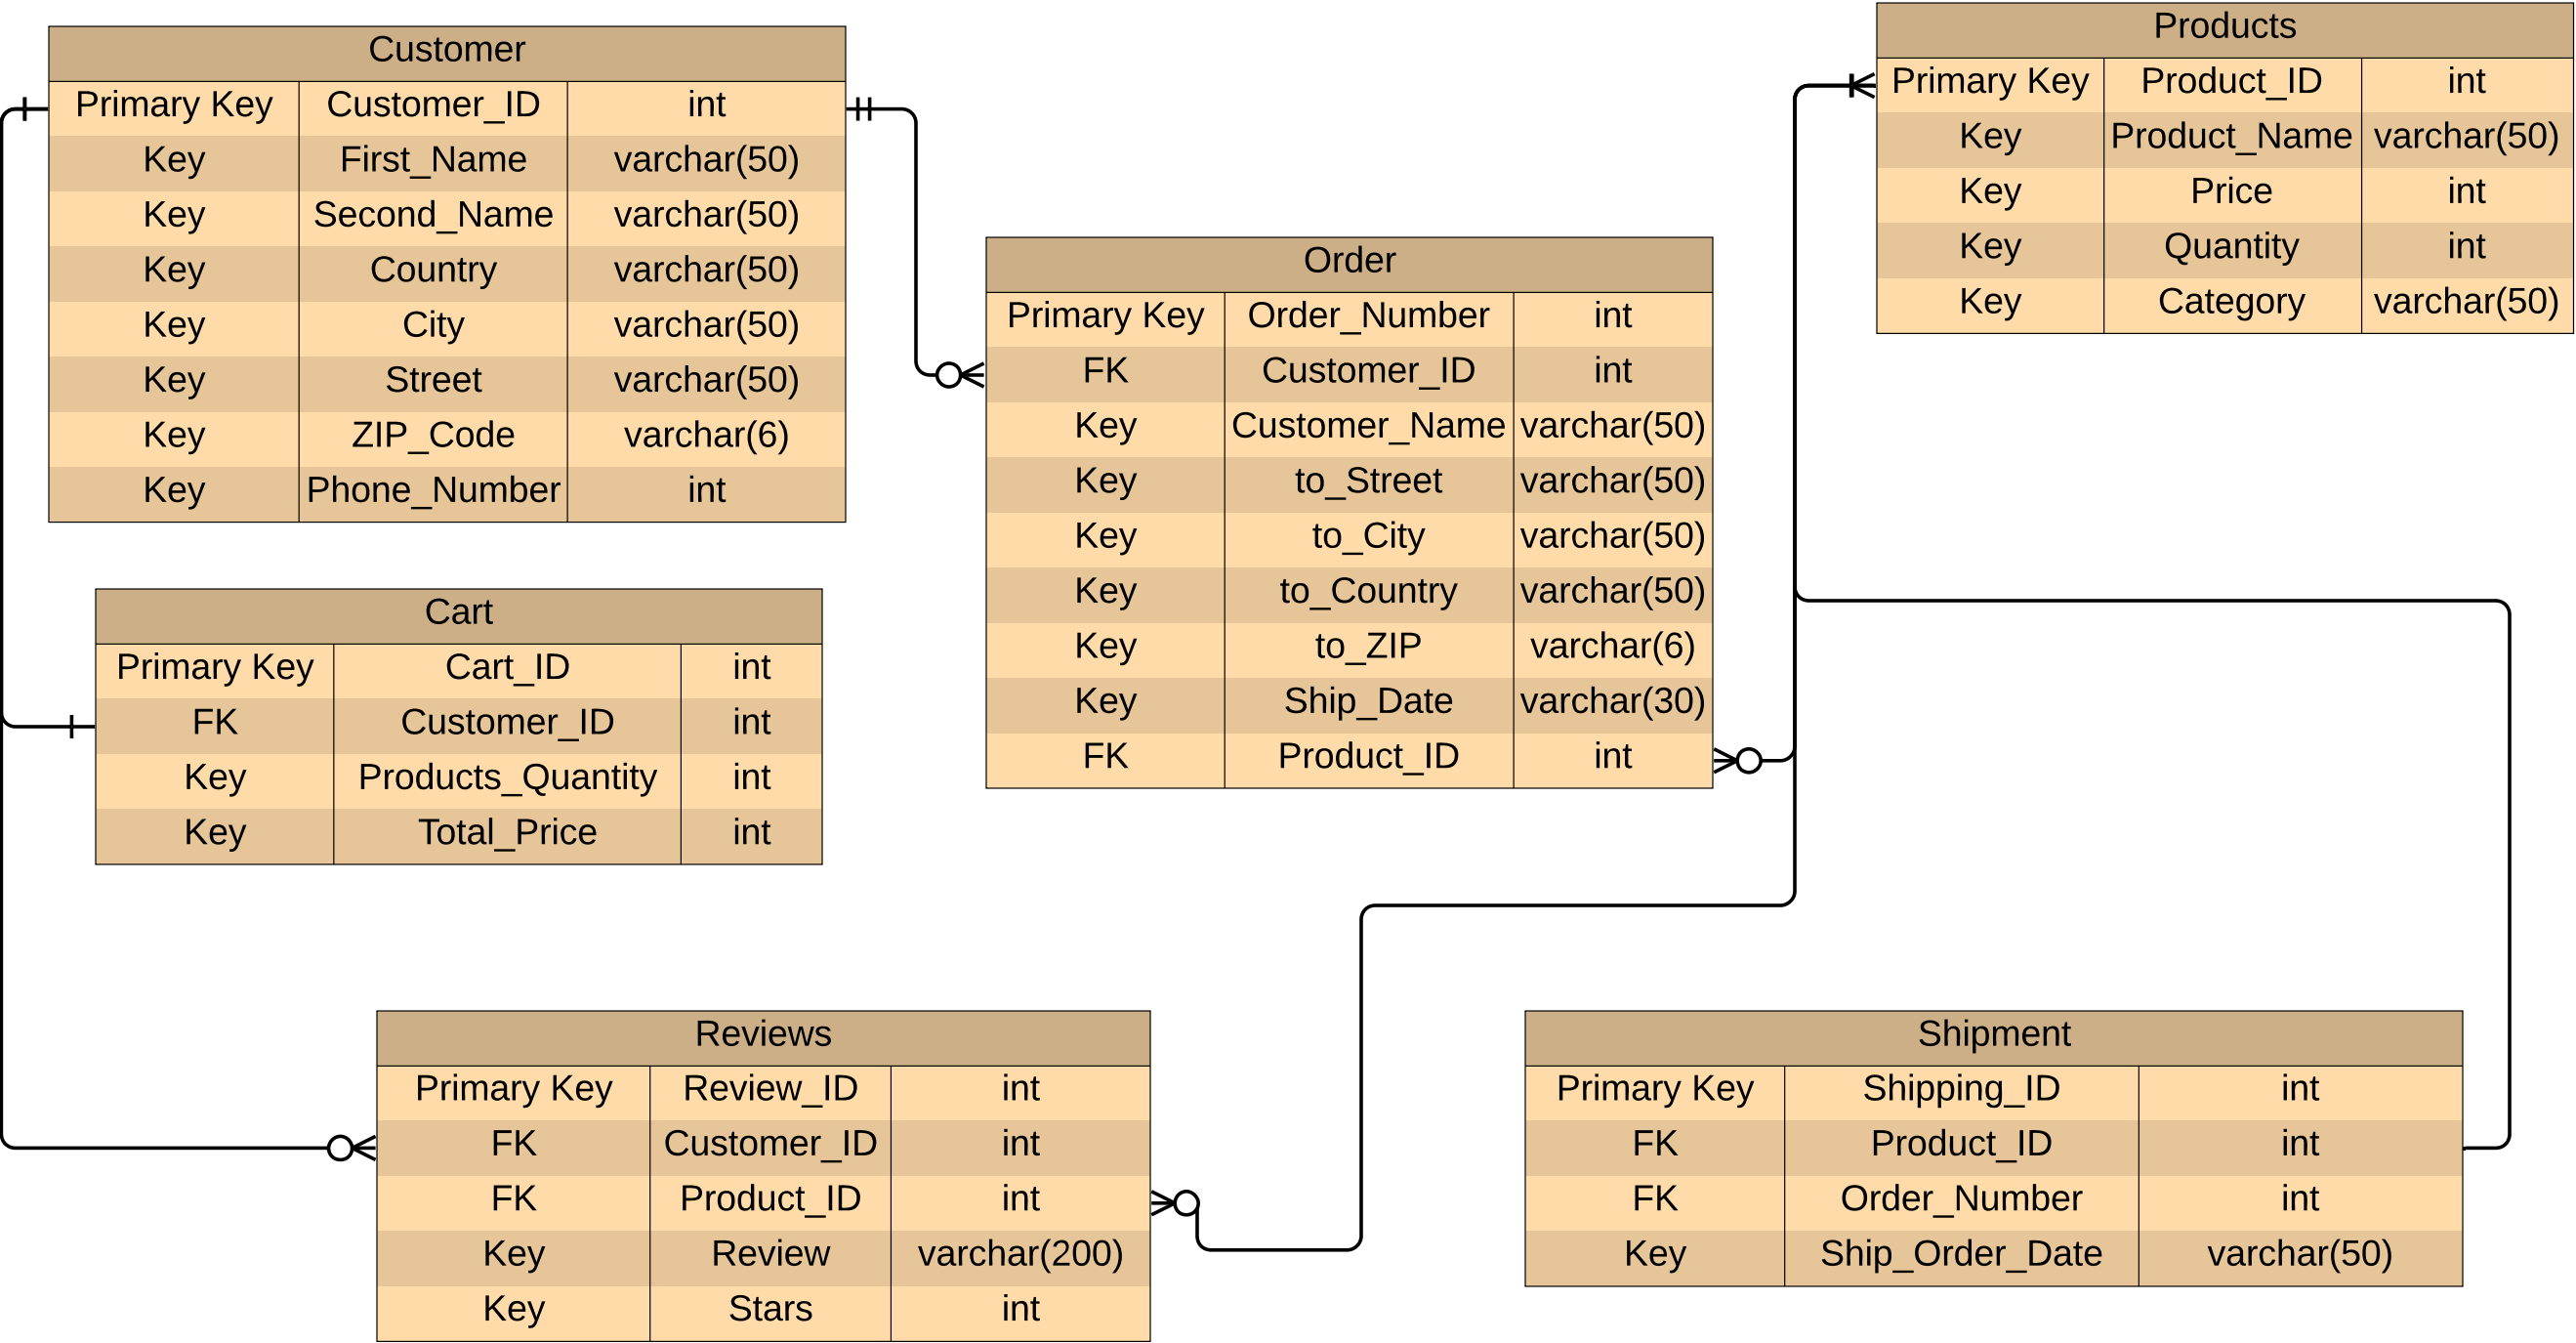 Customer
Primary Key Customer_ID int
Key First_Name varchar(50)
Key Second_Name varchar(50)
Key Country varchar(50)
Key City varchar(50)
Key Street varchar(50)
Key ZIP_Code varchar(6)
Key Phone_Number int
Cart
Primary Key Cart_ID int
FK Customer_ID int
Key Products_Quantity int
Key Total_Price int
Order
Primary Key Order_Number int
FK Customer_ID int
Key Customer_Name varchar(50)
Key to_Street varchar(50)
Key to_City varchar(50)
Key to_Country varchar(50)
Key to_ZIP varchar(6)
Key Ship_Date varchar(30)
FK Product_ID int
Products
Primary Key Product_ID int
Key Product_Name varchar(50)
Key Price int
Key Quantity int
Key Category varchar(50)
Reviews
Primary Key Review_ID int
FK Customer_ID int
FK Product_ID int
Key Review varchar(200)
Key Stars int
Shipment
Primary Key Shipping_ID int
FK Product_ID int
FK Order_Number int
Key Ship_Order_Date varchar(50)